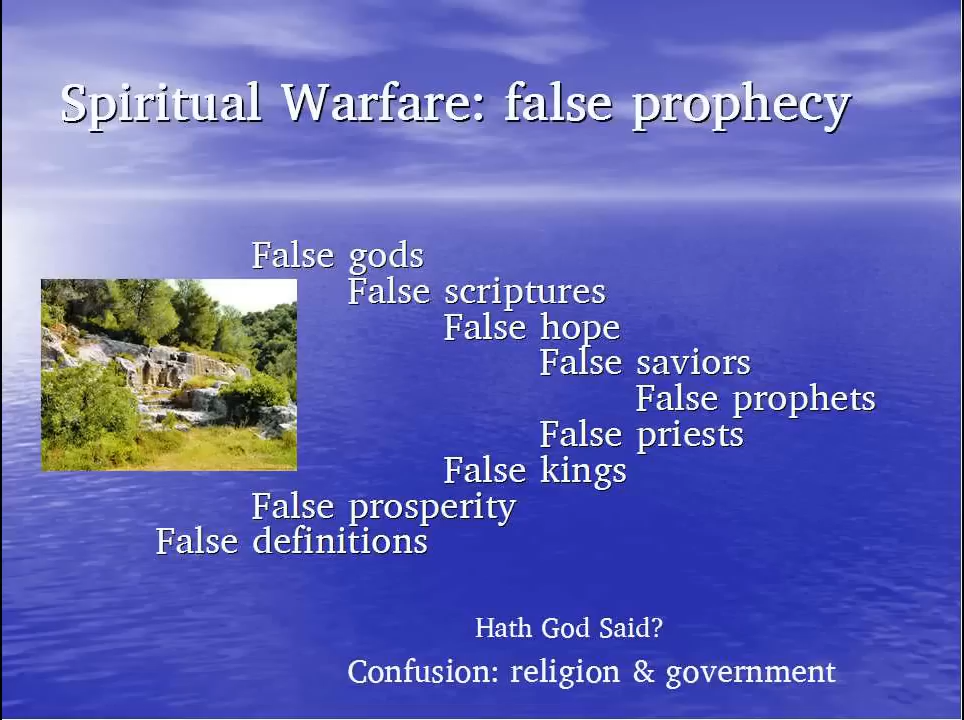 Spiritual Warfare: false prophecy
False gods
False scriptures
False hope
False saviors
False prophets
False priests
False kings
False prosperity
False definitions
Hath God Said?
Confusion: religion & government